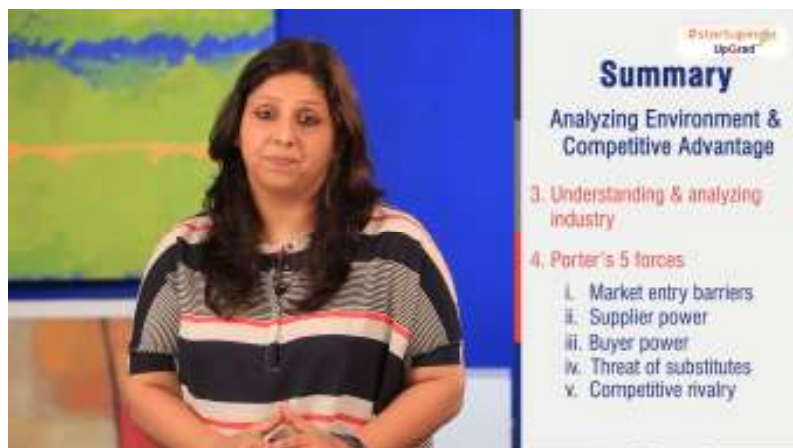 #startupindia
UpGrad
Summary
Analyzing Environment &
Competitive Advantage
3. Understanding & analyzing
industry
4. Porter's 5 forces
i. Market entry barriers
ii. Supplier power
iii. Buyer power
iv. Threat of substitutes
v. Competitive rivalry